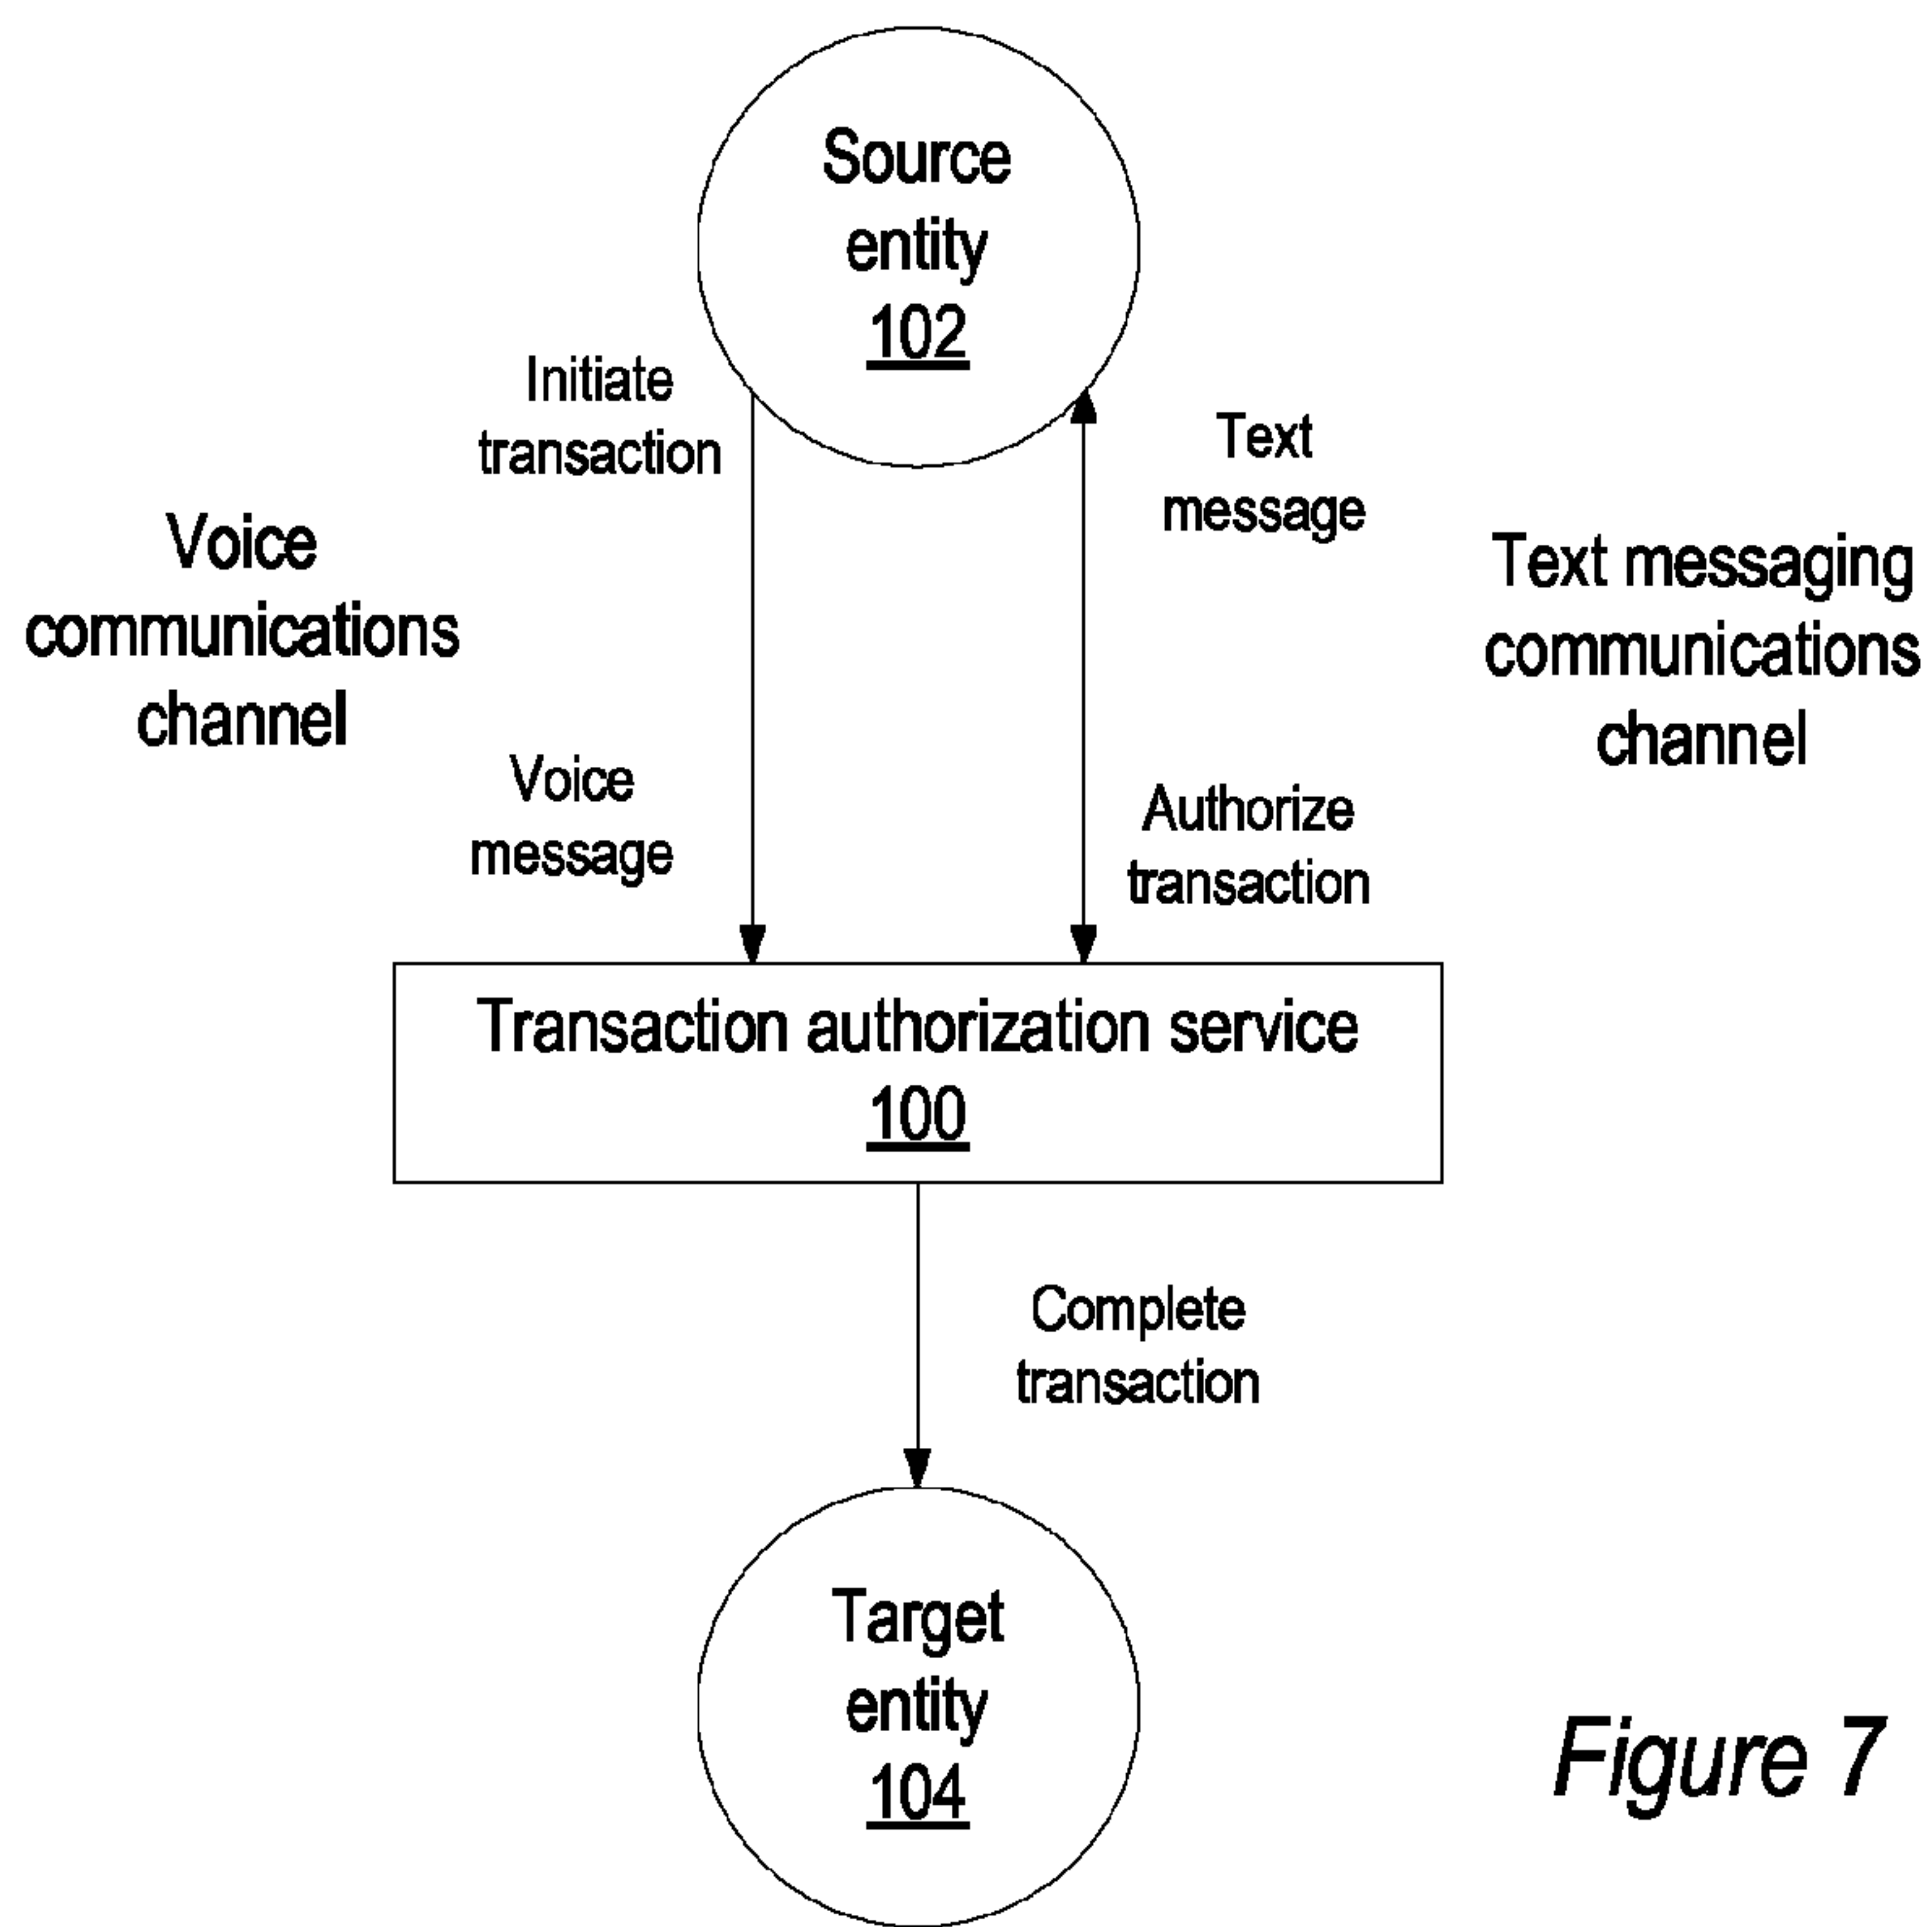 Source
entity
102
Initiate
transaction
Text
message
Voice
communications
channel
Text messaging
communications
channel
Voice
message
Authorize
transaction
Transaction authorization service
100
Complete
transaction
Target
entity
104
Figure 7